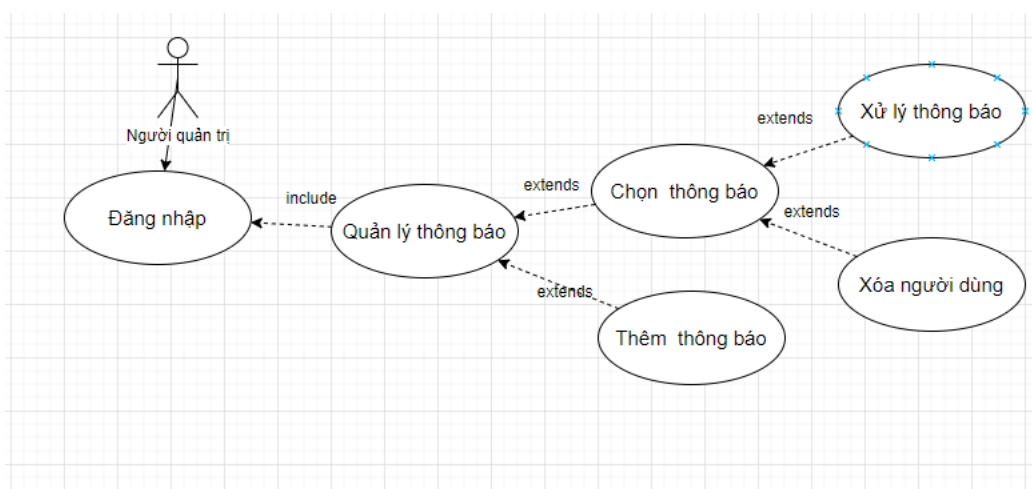 Người quản trị
Đăng nhập
include
Quản lý thông báo
extends
Chọn thông báo
extends
Xử lý thông báo
extends
Xóa người dùng
extends
Thêm thông báo